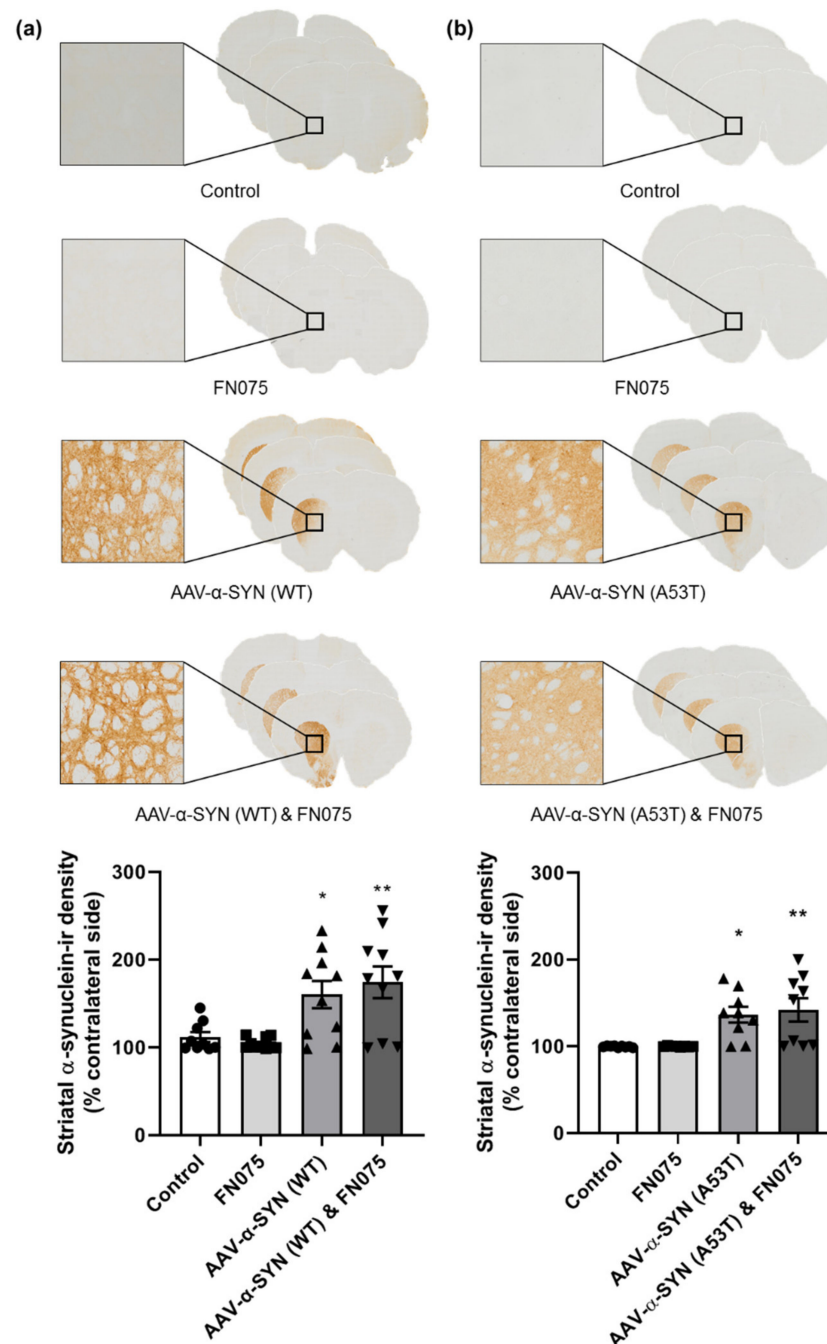 (a)
Control
FN075
AAV-α-SYN (WT)
AAV-α-SYN (WT) & FN075
Striatal α-synuclein-ir density
(% contralateral side)
300
200
100
0
*
**
Control
FN075
AAV-α-SYN (WT)
AAV-α-SYN (WT) & FN075
(b)
Control
FN075
AAV-α-SYN (A53T)
AAV-α-SYN (A53T) & FN075
Striatal α-synuclein-ir density
(% contralateral side)
300
200
100
0
*
**
Control
FN075
AAV-α-SYN (A53T)
AAV-α-SYN (A53T) & FN075